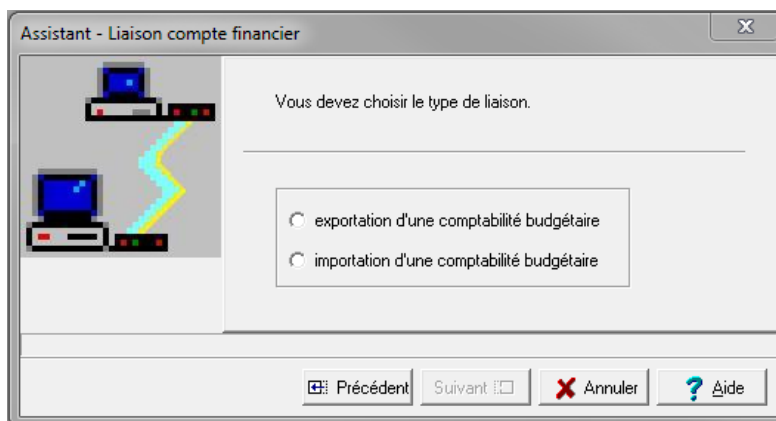 Assistant - Liaison compte financier
Vous devez choisir le type de liaison.
exportation d'une comptabilité budgétaire
importation d'une comptabilité budgétaire
Précédent Suivant Annuler Aide